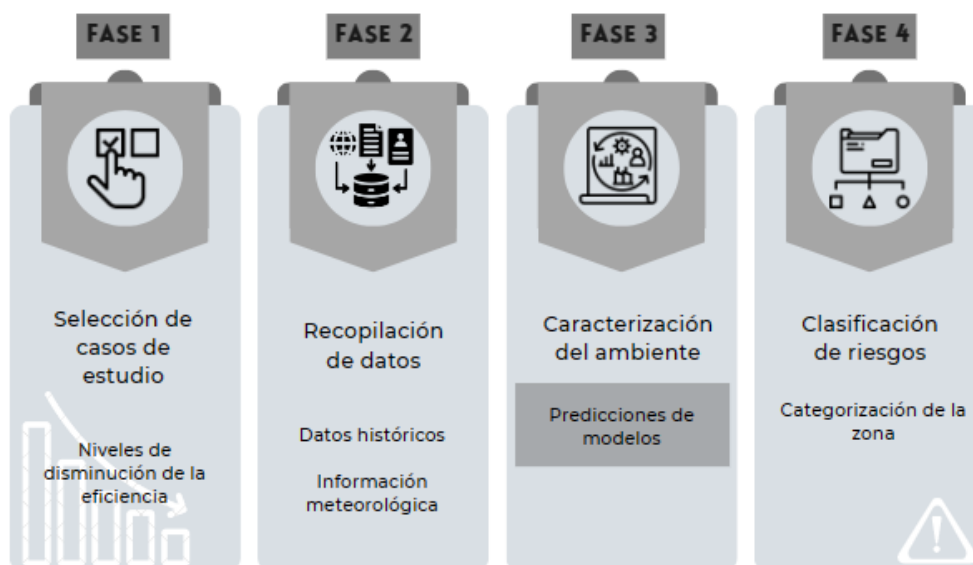 FASE 1
Selección de
casos de
estudio
Niveles de
disminución de la
eficiencia
FASE 2
Recopilación
de datos
Datos históricos
Información
meteorológica
FASE 3
Caracterización
del ambiente
Predicciones de
modelos
FASE 4
Clasificación
de riesgos
Categorización de la
zona